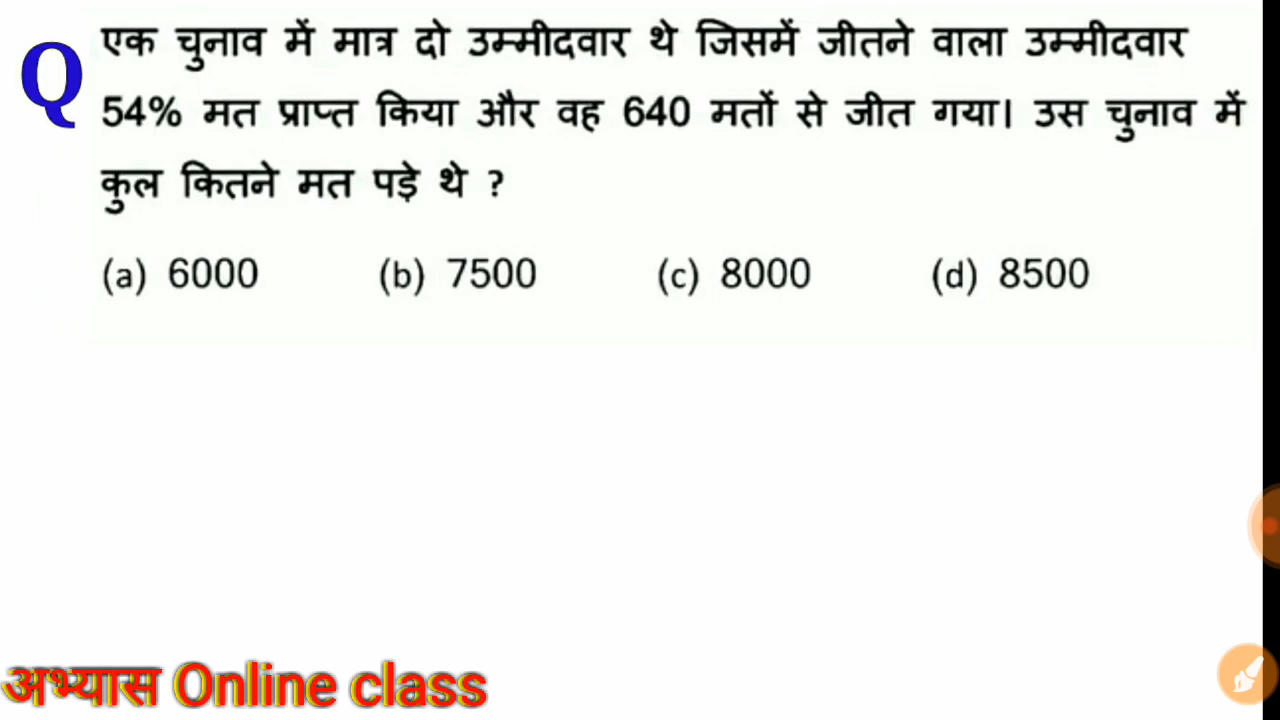 Q
एक चुनाव में मात्र दो उम्मीदवार थे जिसमें जीतने वाला उम्मीदवार
54% मत प्राप्त किया और वह 640 मतों से जीत गया। उस चुनाव में
कुल कितने मत पड़े थे ?
(a) 6000 (b) 7500 (c) 8000 (d) 8500
अभ्यास Online class